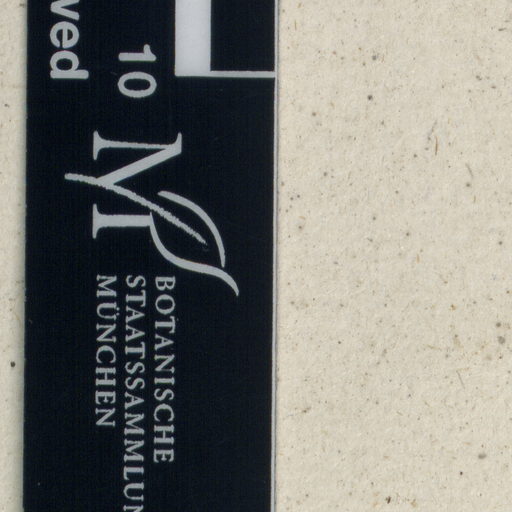 ved
10
BOTANISCHE
STAATSSAMMLUN
MÜNCHEN